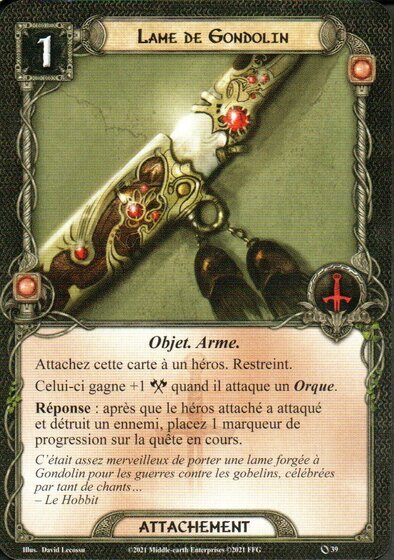 1
Lame de Gondolin
Objet. Arme.
Attachez cette carte à un héros. Restreint.
Celui-ci gagne +1 quand il attaque un Orque.
Réponse : après que le héros attaché a attaqué
et détruit un ennemi, placez 1 marqueur de
progression sur la quête en cours.
C'était assez merveilleux de porter une lame forgée à
Gondolin pour les guerres contre les gobelins, célébrées
par tant de chants…
– Le Hobbit
Attachement
Illus. David Lecossu
©2021 Middle-earth Enterprises ©2021 FFG
39